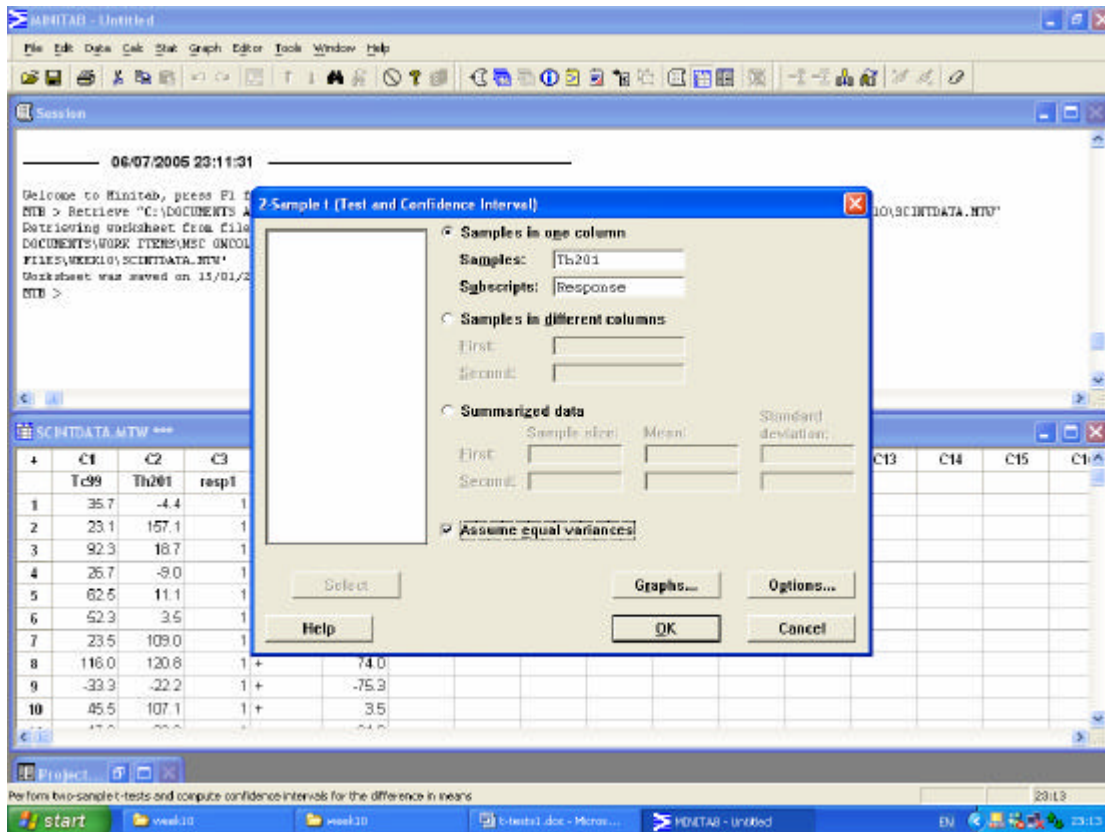 MINITAB - Untitled
File Edit Data Calc Stat Graph Editor Tools Window Help
Session
06/07/2005 23:11:31
Welcome to Minitab, press F1 f
MTB > Retrieve "C:\DOCUMENTS A
10\SCINTDATA.MTW"
Retrieving worksheet from file
DOCUMENTS\WORK ITEMS\MSC ONCOL
FILES\WEEK10\SCINTDATA.MTW'
Worksheet was saved on 15/01/2
MTB >
2-Sample t (Test and Confidence Interval)
Samples in one column
Samples: Th201
Subscripts: Response
Samples in different columns
First:
Second:
Summarized data
Sample size: Mean: Standard deviation:
First:
Second:
Assume equal variances
Select Graphs... Options...
Help OK Cancel
SCINTDATA.MTW ***
+ C1 C2 C3 C13 C14 C15
Tc99 Th201 resp1
1 35.7 -4.4 1
2 23.1 157.1 1
3 92.3 18.7 1
4 26.7 -9.0 1
5 62.5 11.1 1
6 52.3 3.5 1
7 23.5 109.0 1
8 116.0 120.8 1 + 74.0
9 -33.3 -22.2 1 + -75.3
10 45.5 107.1 1 + 3.5
Project...
Perform two-sample t-tests and compute confidence intervals for the difference in means
23:13
start week10 week10 t-tests1.doc - Micros... MINITAB - Untitled EN 23:13